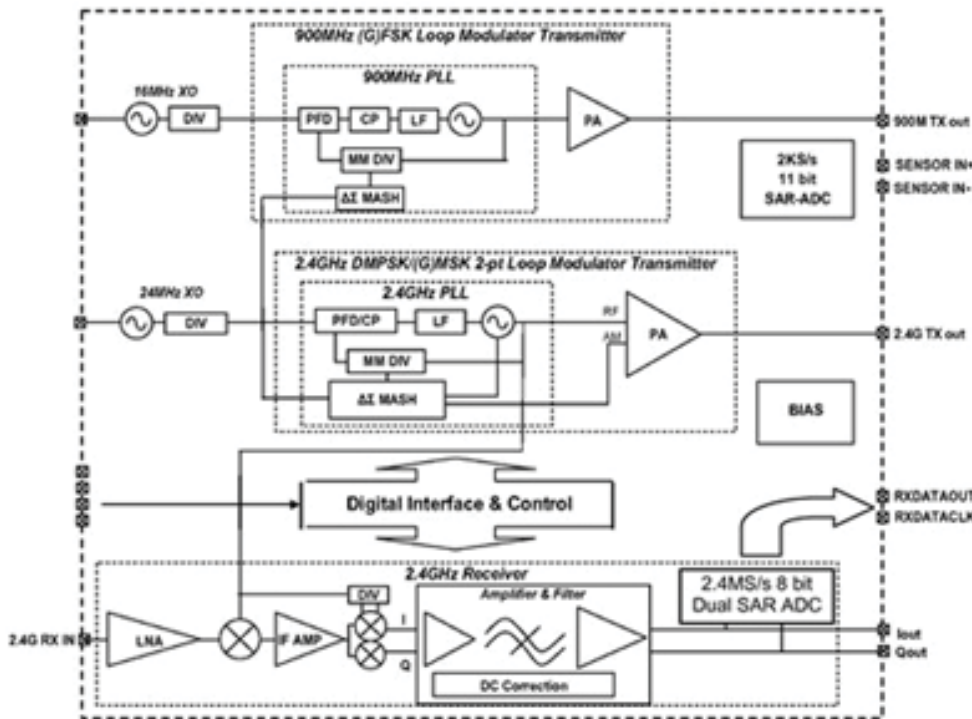 900MHz (G)FSK Loop Modulator Transmitter
900MHz PLL
16MHz XO
DIV
PFD
CP
LF
PA
900M TX out
MM DIV
ΔΣ MASH
2KS/s
11 bit
SAR-ADC
SENSOR IN+
SENSOR IN-
2.4GHz DMPSK/(G)MSK 2-pt Loop Modulator Transmitter
2.4GHz PLL
24MHz XO
DIV
PFD/CP
LF
RF
AM
PA
2.4G TX out
MM DIV
ΔΣ MASH
BIAS
Digital Interface & Control
RXDATAOUT
RXDATACLK
2.4GHz Receiver
Amplifier & Filter
2.4MS/s 8 bit
Dual SAR ADC
DIV
2.4G RX IN
LNA
IF AMP
I
Q
Iout
Qout
DC Correction